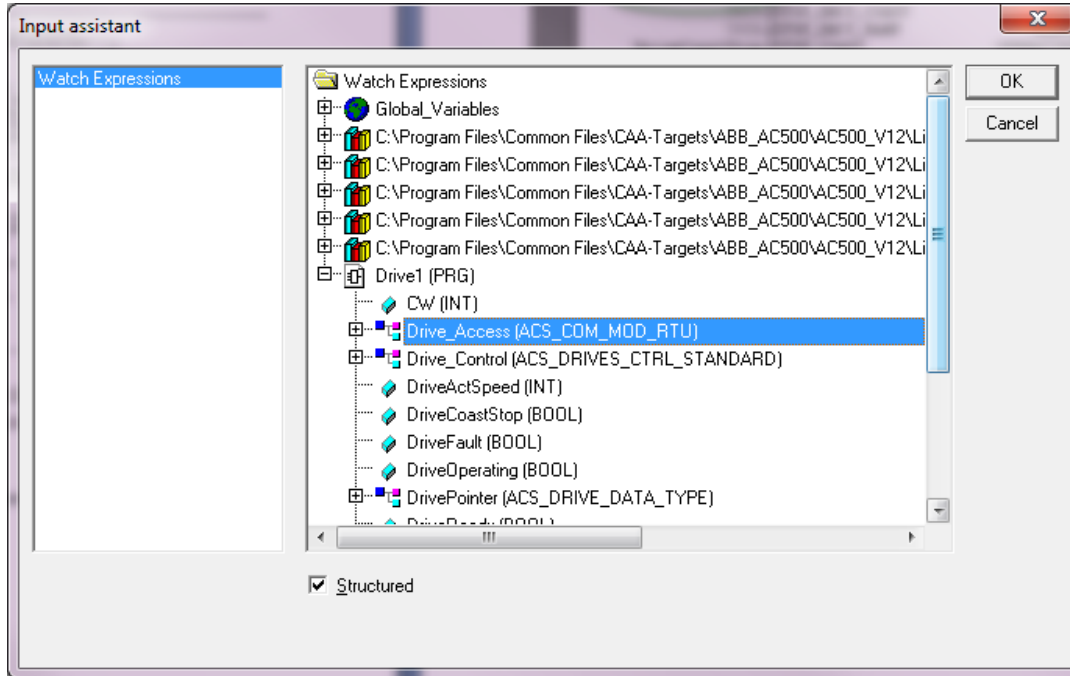 Input assistant
Watch Expressions
Watch Expressions
Global_Variables
C:\Program Files\Common Files\CAA-Targets\ABB_AC500\AC500_V12\Li
C:\Program Files\Common Files\CAA-Targets\ABB_AC500\AC500_V12\Li
C:\Program Files\Common Files\CAA-Targets\ABB_AC500\AC500_V12\Li
C:\Program Files\Common Files\CAA-Targets\ABB_AC500\AC500_V12\Li
C:\Program Files\Common Files\CAA-Targets\ABB_AC500\AC500_V12\Li
Drive1 (PRG)
CW (INT)
Drive_Access (ACS_COM_MOD_RTU)
Drive_Control (ACS_DRIVES_CTRL_STANDARD)
DriveActSpeed (INT)
DriveCoastStop (BOOL)
DriveFault (BOOL)
DriveOperating (BOOL)
DrivePointer (ACS_DRIVE_DATA_TYPE)
OK
Cancel
Structured